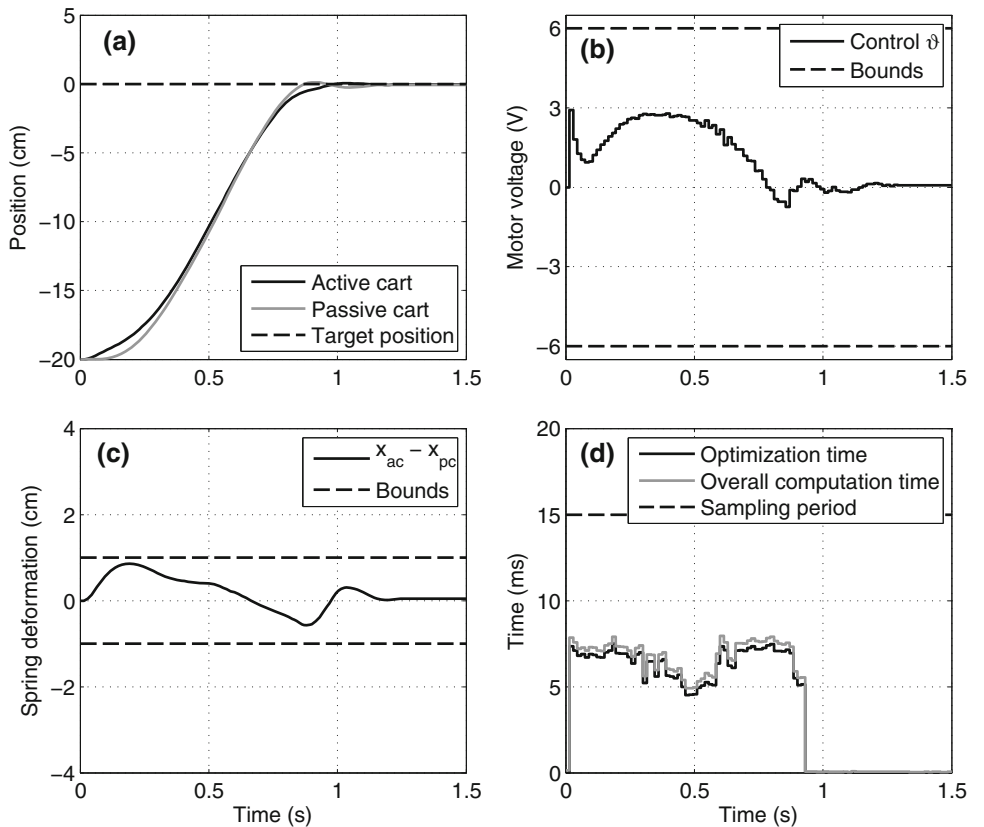 (a)
Position (cm)
5
0
−5
−10
−15
−20
0
0.5
1
1.5
Active cart
Passive cart
Target position
(b)
Motor voltage (V)
6
3
0
−3
−6
0
0.5
1
1.5
Control ϑ
Bounds
(c)
Spring deformation (cm)
4
2
0
−2
−4
0
0.5
1
1.5
Time (s)
x_ac − x_pc
Bounds
(d)
Time (ms)
20
15
10
5
0
0
0.5
1
1.5
Time (s)
Optimization time
Overall computation time
Sampling period